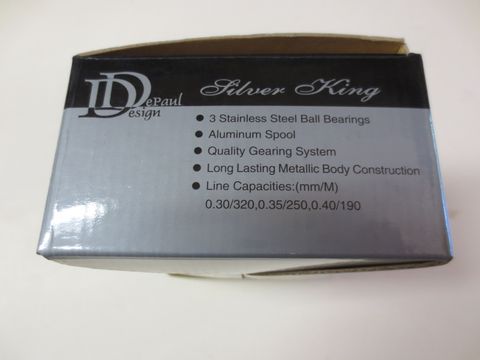 DePaul Design
Silver King
3 Stainless Steel Ball Bearings
Aluminum Spool
Quality Gearing System
Long Lasting Metallic Body Construction
Line Capacities:(mm/M)
0.30/320,0.35/250,0.40/190